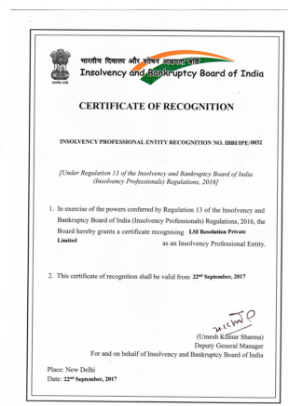 भारतीय दिवाला और शोधन अक्षमता बोर्ड
Insolvency and Bankruptcy Board of India
CERTIFICATE OF RECOGNITION
INSOLVENCY PROFESSIONAL ENTITY RECOGNITION NO. IBBI/IPE/0032
[Under Regulation 13 of the Insolvency and Bankruptcy Board of India
(Insolvency Professionals) Regulations, 2016]
1. In exercise of the powers conferred by Regulation 13 of the Insolvency and
Bankruptcy Board of India (Insolvency Professionals) Regulations, 2016, the
Board hereby grants a certificate recognising LSI Resolution Private
Limited as an Insolvency Professional Entity.
2. This certificate of recognition shall be valid from 22nd September, 2017
(Umesh Kumar Sharma)
Deputy General Manager
For and on behalf of Insolvency and Bankruptcy Board of India
Place: New Delhi
Date: 22nd September, 2017